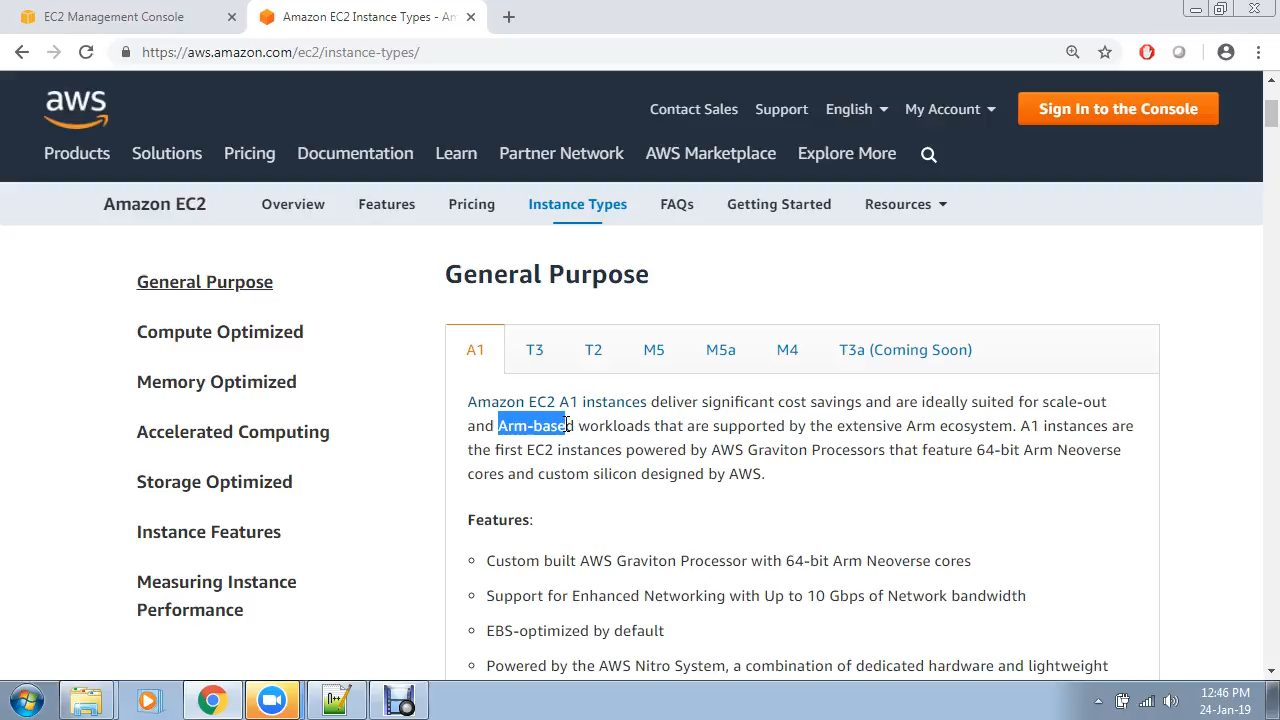 EC2 Management Console
Amazon EC2 Instance Types - Am
https://aws.amazon.com/ec2/instance-types/
aws
Contact Sales Support English My Account Sign In to the Console
Products Solutions Pricing Documentation Learn Partner Network AWS Marketplace Explore More
Amazon EC2 Overview Features Pricing Instance Types FAQs Getting Started Resources
General Purpose
Compute Optimized
Memory Optimized
Accelerated Computing
Storage Optimized
Instance Features
Measuring Instance
Performance
General Purpose
A1 T3 T2 M5 M5a M4 T3a (Coming Soon)
Amazon EC2 A1 instances deliver significant cost savings and are ideally suited for scale-out
and Arm-based workloads that are supported by the extensive Arm ecosystem. A1 instances are
the first EC2 instances powered by AWS Graviton Processors that feature 64-bit Arm Neoverse
cores and custom silicon designed by AWS.
Features:
Custom built AWS Graviton Processor with 64-bit Arm Neoverse cores
Support for Enhanced Networking with Up to 10 Gbps of Network bandwidth
EBS-optimized by default
Powered by the AWS Nitro System, a combination of dedicated hardware and lightweight
12:46 PM
24-Jan-19